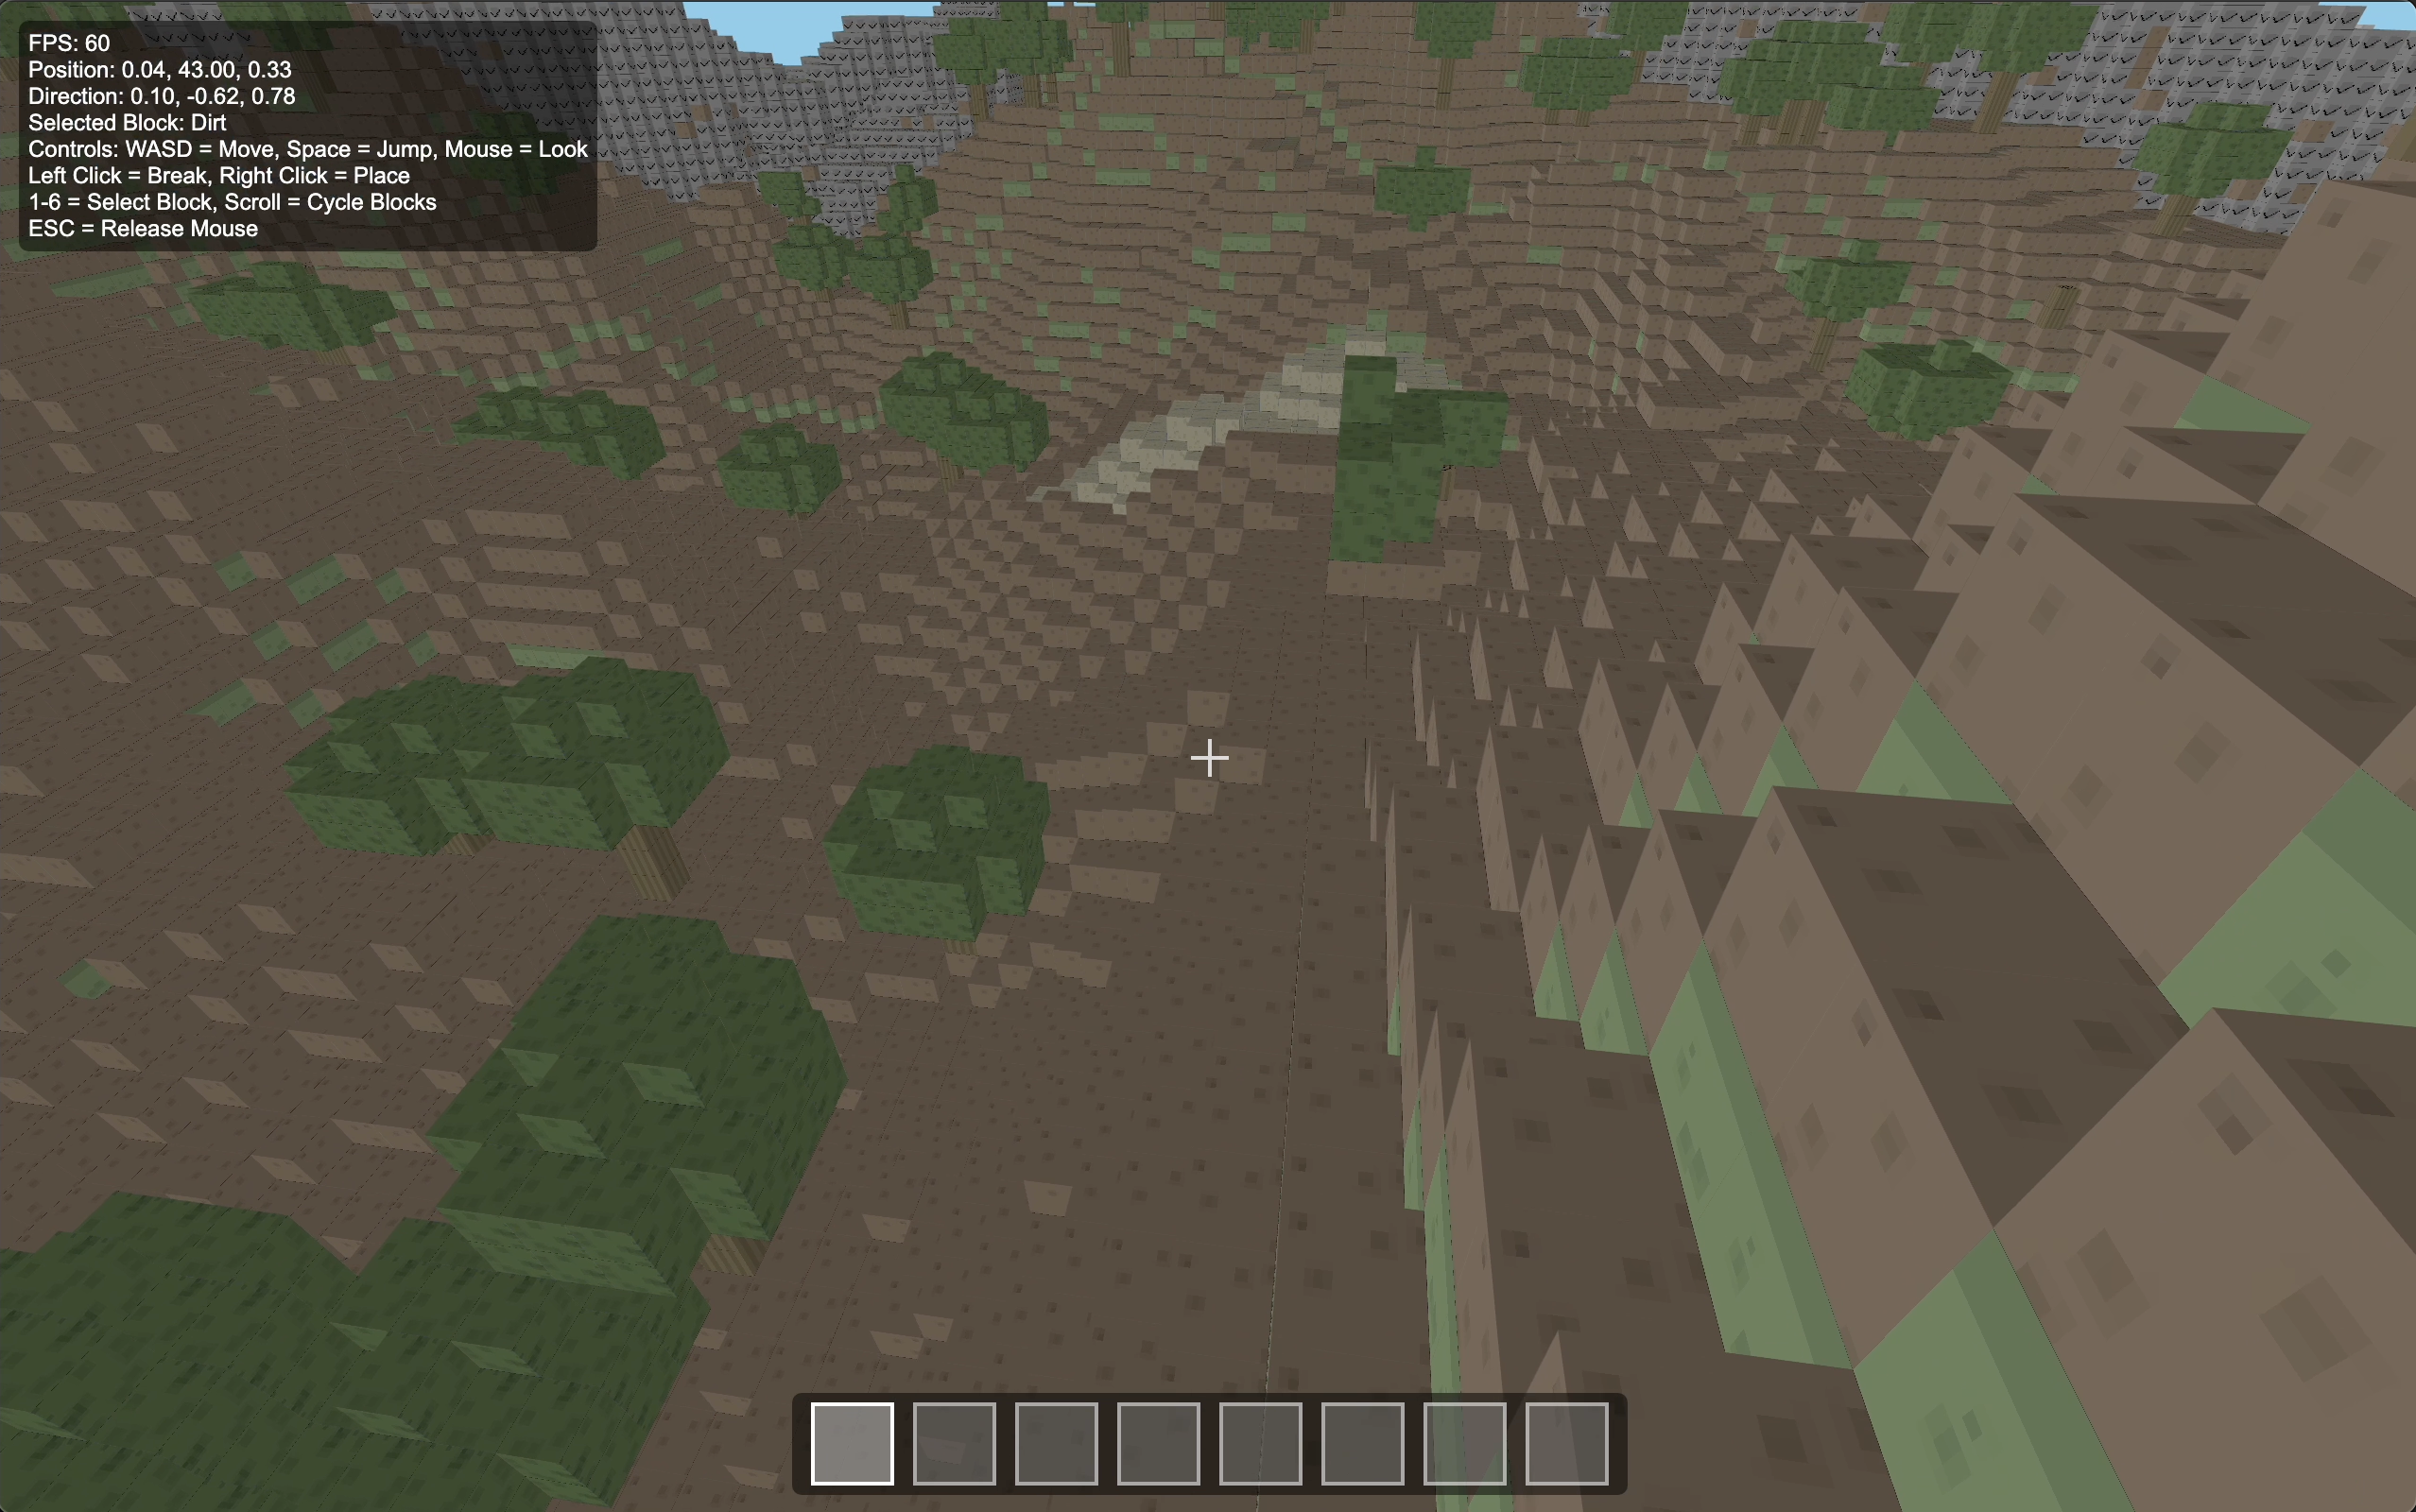 FPS: 60
Position: 0.04, 43.00, 0.33
Direction: 0.10, -0.62, 0.78
Selected Block: Dirt
Controls: WASD = Move, Space = Jump, Mouse = Look
Left Click = Break, Right Click = Place
1-6 = Select Block, Scroll = Cycle Blocks
ESC = Release Mouse